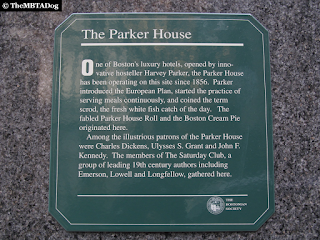 © TheMBTADog
The Parker House
One of Boston's luxury hotels, opened by inno-
vative hosteller Harvey Parker, the Parker House
has been operating on this site since 1856. Parker
introduced the European Plan, started the practice of
serving meals continuously, and coined the term
scrod, the fresh white fish catch of the day. The
fabled Parker House Roll and the Boston Cream Pie
originated here.
Among the illustrious patrons of the Parker House
were Charles Dickens, Ulysses S. Grant and John F.
Kennedy. The members of The Saturday Club, a
group of leading 19th century authors including
Emerson, Lowell and Longfellow, gathered here.
THE
BOSTONIAN
SOCIETY